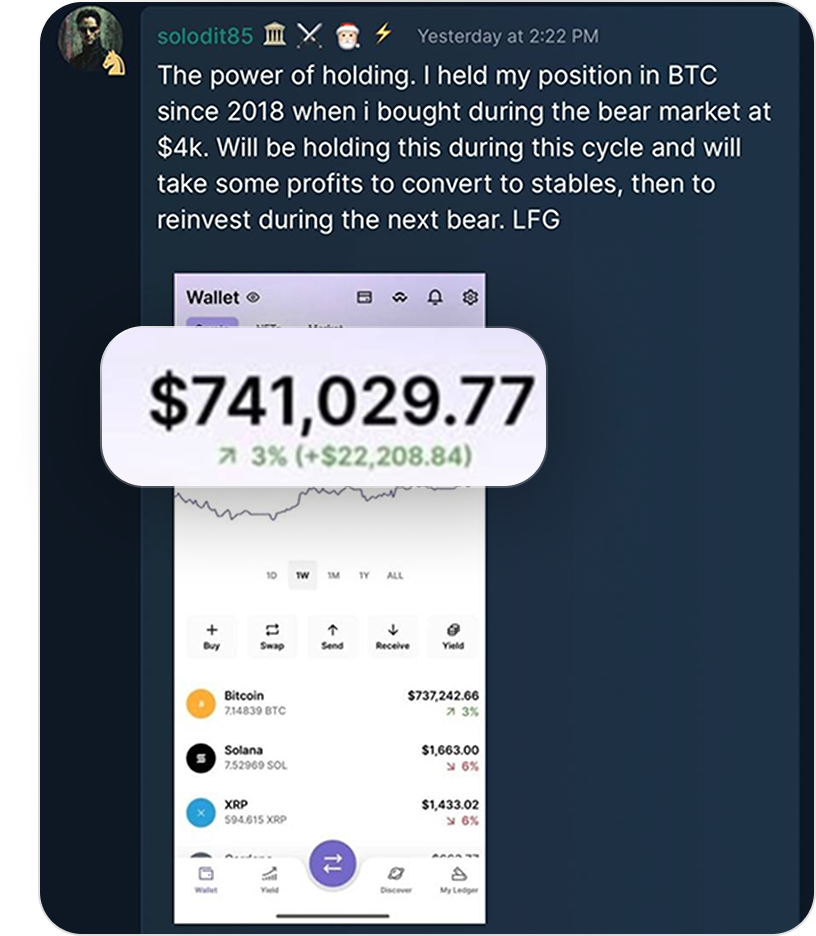 solodit85 🏛️ ⚔️ 🎅 ⚡ Yesterday at 2:22 PM
The power of holding. I held my position in BTC
since 2018 when i bought during the bear market at
$4k. Will be holding this during this cycle and will
take some profits to convert to stables, then to
reinvest during the next bear. LFG
Wallet
$741,029.77
↗ 3% (+$22,208.84)
1D 1W 1M 1Y ALL
Buy Swap Send Receive Yield
Bitcoin $737,242.66
7.14839 BTC ↗ 3%
Solana $1,663.00
7.52969 SOL ↘ 6%
XRP $1,433.02
594.615 XRP ↘ 6%
Wallet Yield Discover My Ledger